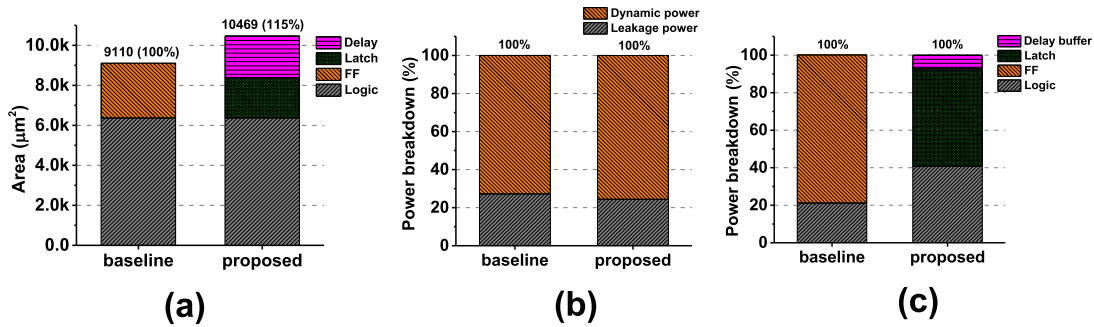 10469 (115%)
9110 (100%)
Delay
Latch
FF
Logic
Area (μm²)
10.0k
8.0k
6.0k
4.0k
2.0k
0.0
baseline
proposed
(a)
Dynamic power
Leakage power
100%
100%
Power breakdown (%)
100
80
60
40
20
0
baseline
proposed
(b)
100%
100%
Delay buffer
Latch
FF
Logic
Power breakdown (%)
100
80
60
40
20
0
baseline
proposed
(c)